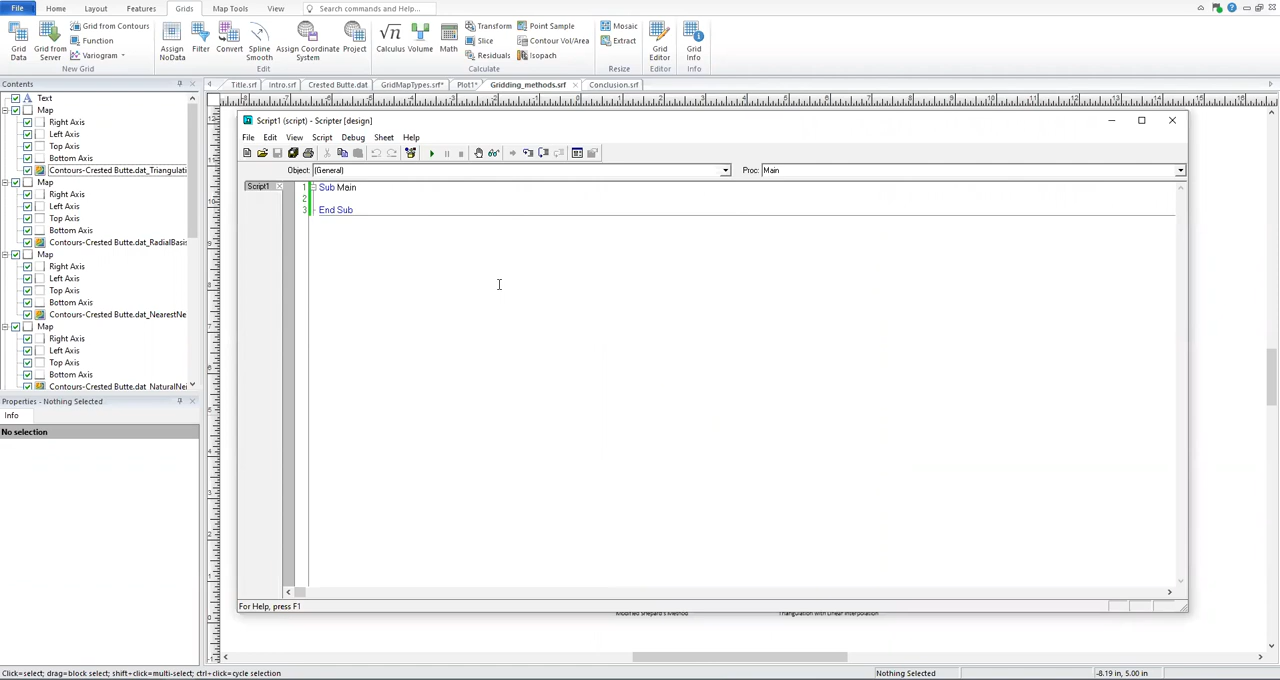 File Home Layout Features Grids Map Tools View Search commands and Help...
Grid Data
Grid from Server
Grid from Contours
Function
Variogram
New Grid
Assign NoData
Filter
Convert
Spline Smooth
Assign Coordinate System
Project
Edit
Calculus
Volume
Math
Transform
Slice
Residuals
Point Sample
Contour Vol/Area
Isopach
Calculate
Mosaic
Extract
Resize
Grid Editor
Editor
Grid Info
Info
Contents
Title.srf Intro.srf Crested Butte.dat GridMapTypes.srf* Plot1* Gridding_methods.srf Conclusion.srf
Text
Map
Right Axis
Left Axis
Top Axis
Bottom Axis
Contours-Crested Butte.dat_Triangulati
Map
Right Axis
Left Axis
Top Axis
Bottom Axis
Contours-Crested Butte.dat_RadialBasis
Map
Right Axis
Left Axis
Top Axis
Bottom Axis
Contours-Crested Butte.dat_NearestNe
Map
Right Axis
Left Axis
Top Axis
Bottom Axis
Contours-Crested Butte.dat_NaturalNei
Properties - Nothing Selected
Info
No selection
Script1 (script) - Scripter [design]
File Edit View Script Debug Sheet Help
Object: (General) Proc: Main
Script1
1 Sub Main
2
3 End Sub
For Help, press F1
Modified Shepard's Method Triangulation with Linear Interpolation
Click=select; drag=block select; shift+click=multi-select; ctrl+click=cycle selection
Nothing Selected
-8.19 in, 5.00 in